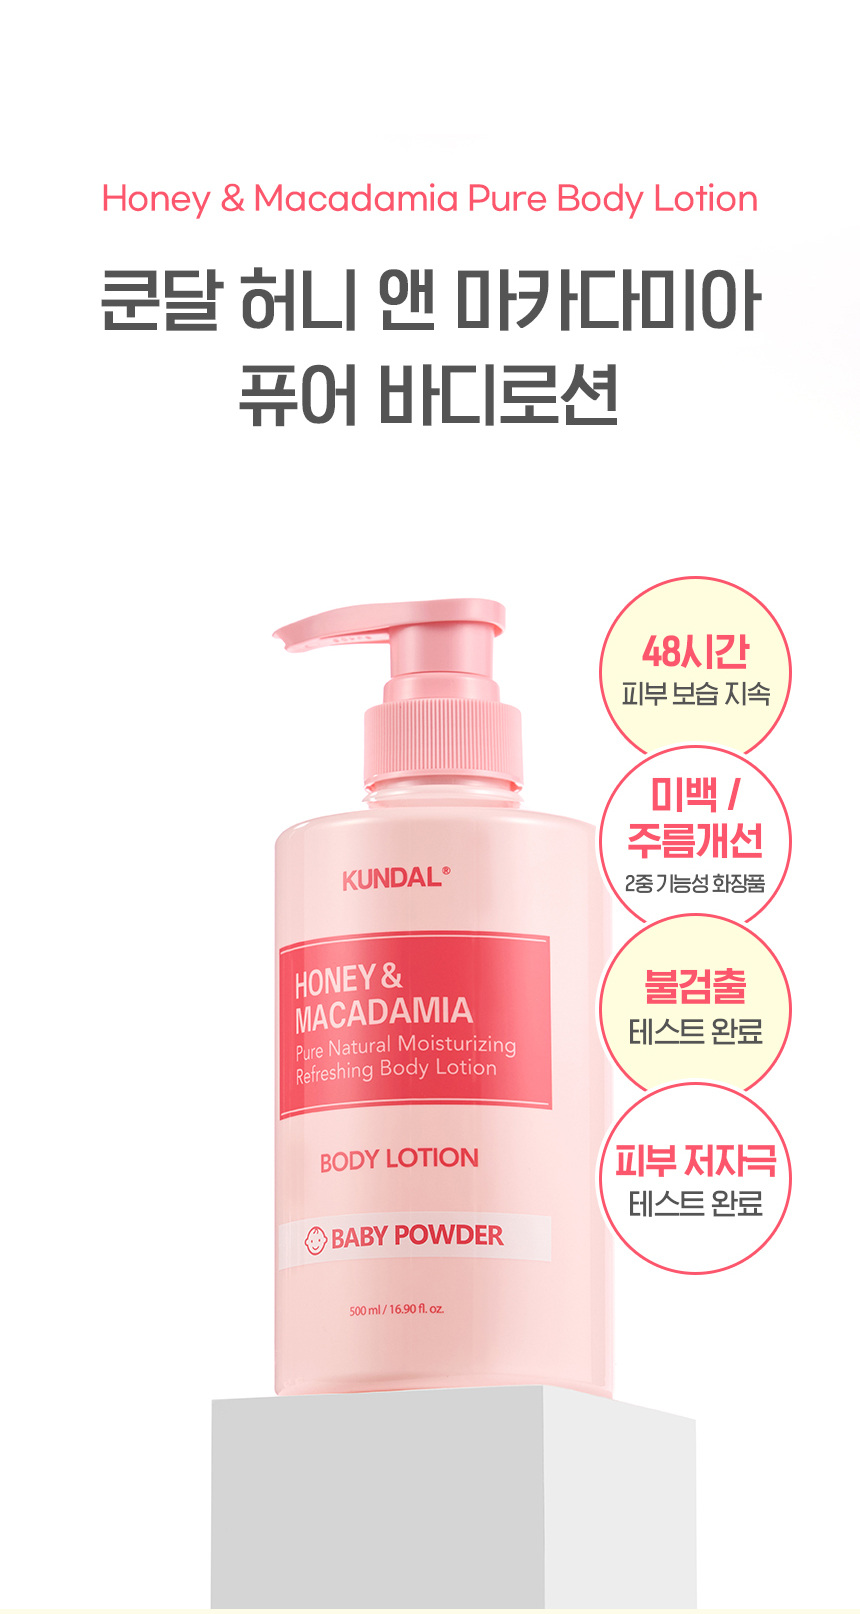 Honey & Macadamia Pure Body Lotion
쿤달 허니 앤 마카다미아
퓨어 바디로션
48시간
피부 보습 지속
미백 /
주름개선
2중 기능성 화장품
불검출
테스트 완료
피부 저자극
테스트 완료
KUNDAL®
HONEY &
MACADAMIA
Pure Natural Moisturizing
Refreshing Body Lotion
BODY LOTION
BABY POWDER
500 ml / 16.90 fl. oz.